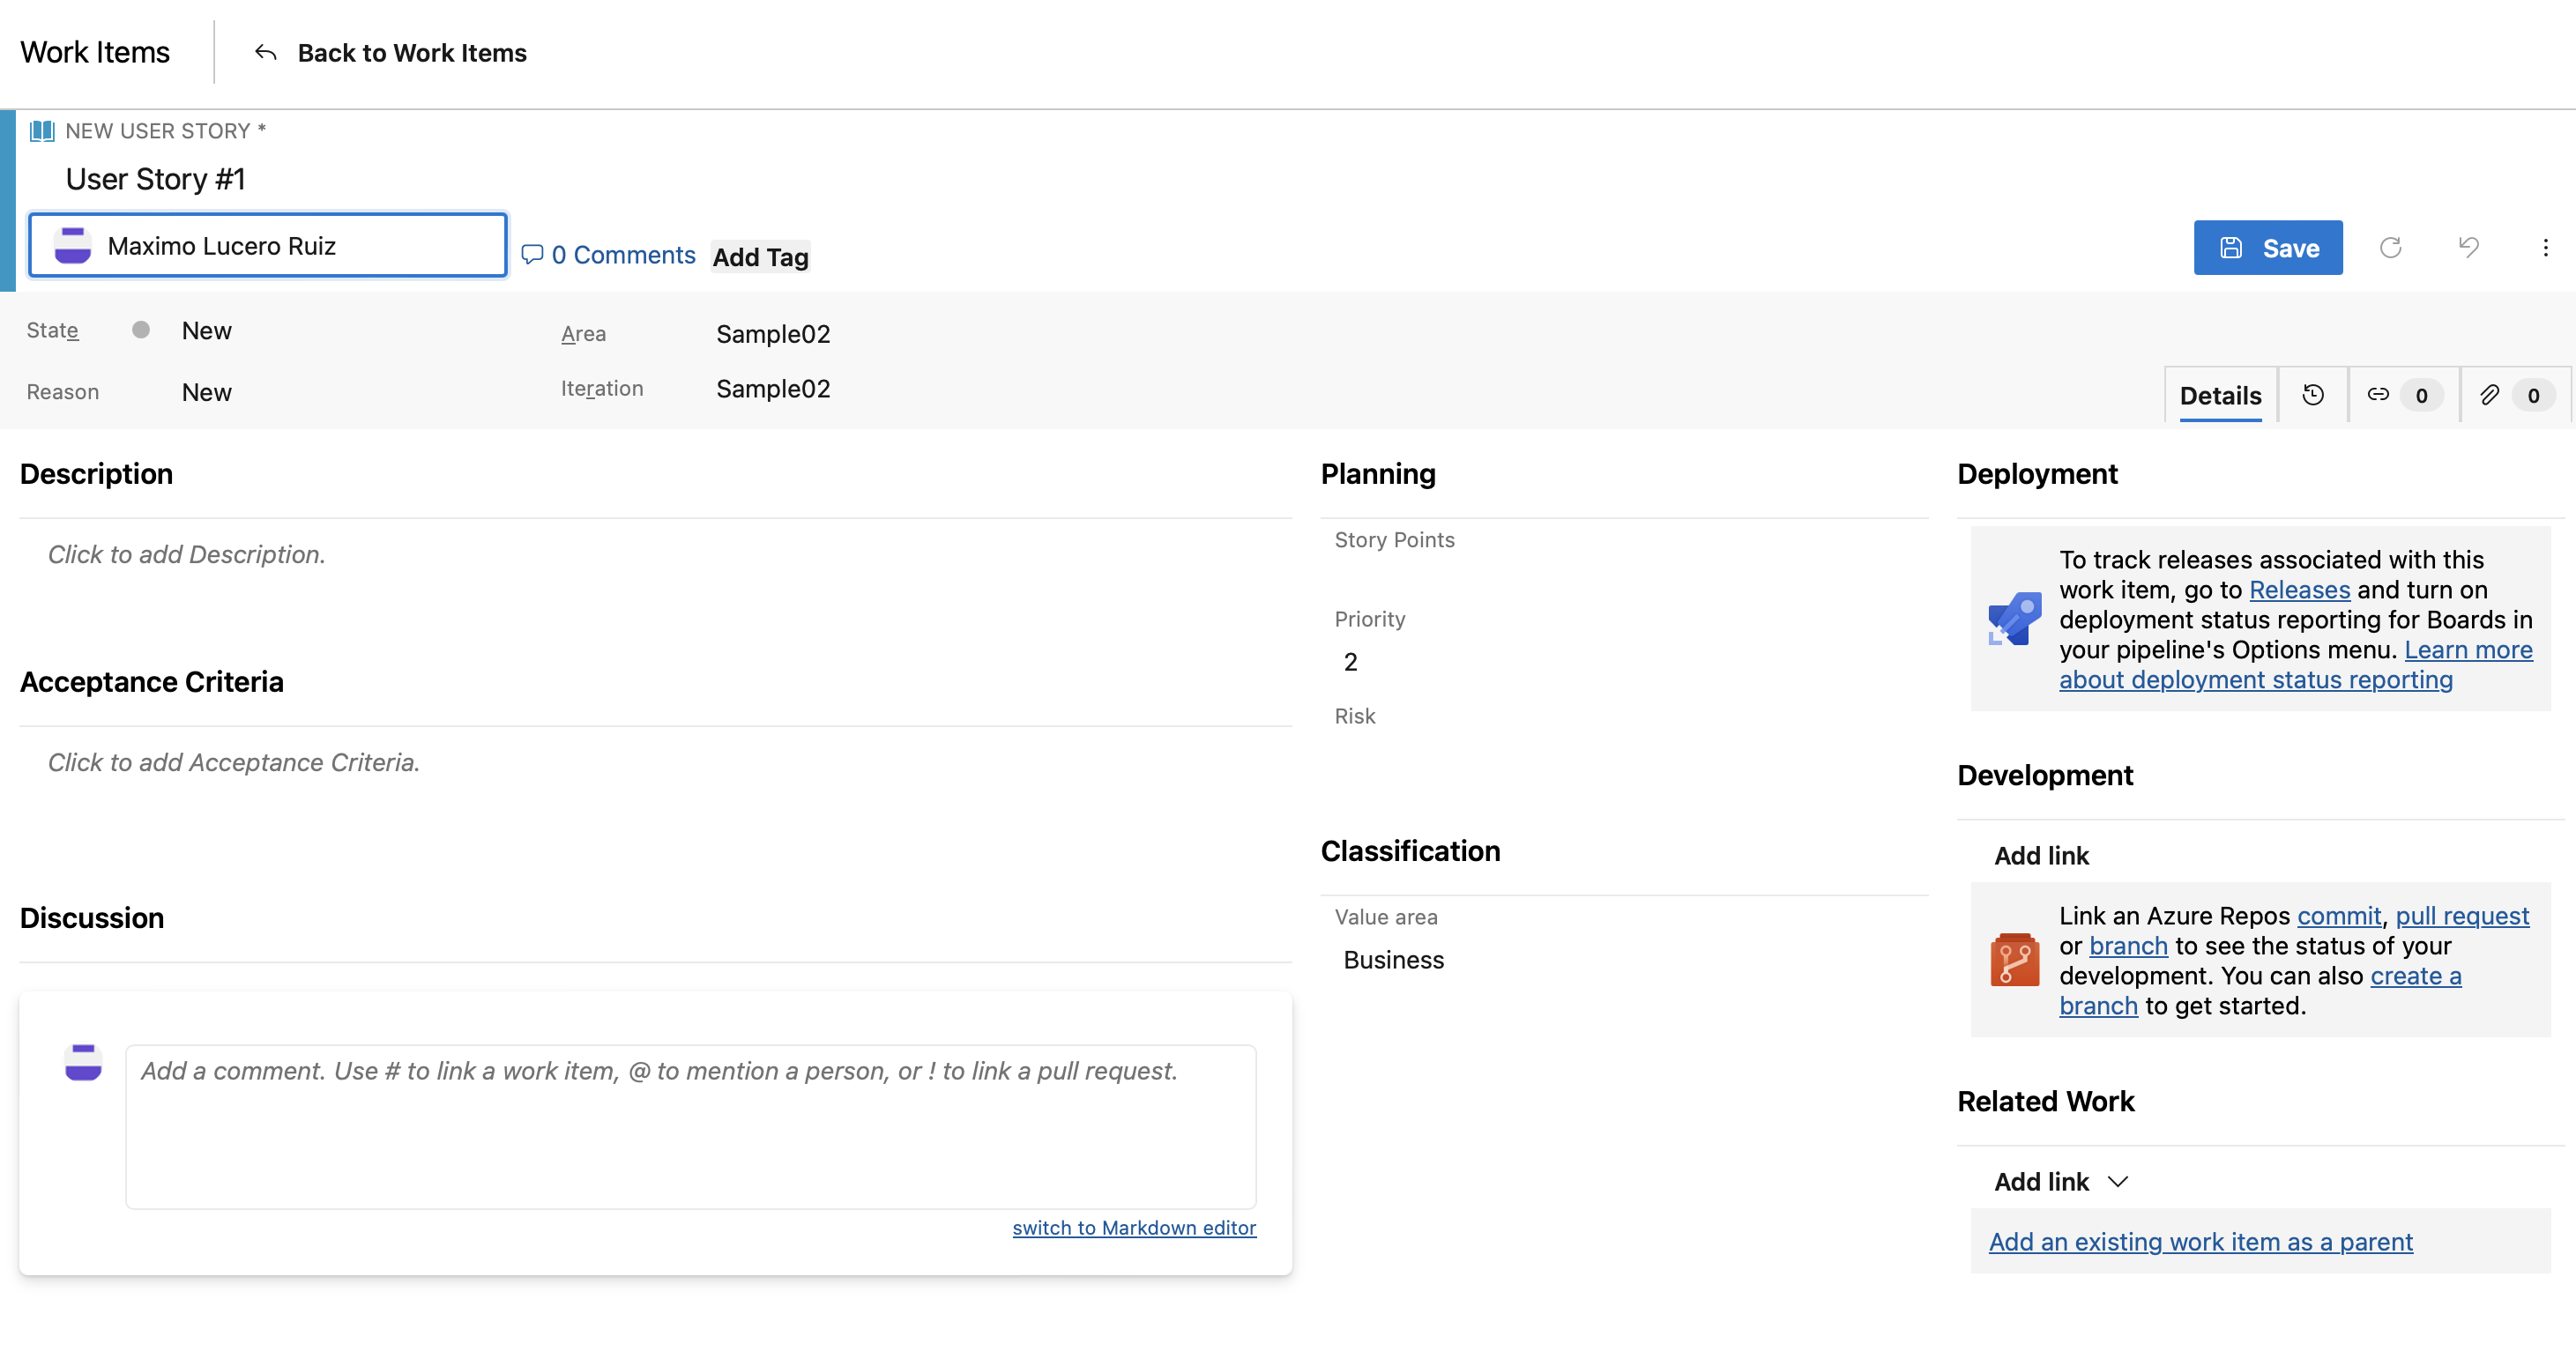 Work Items
Back to Work Items
NEW USER STORY *
User Story #1
Maximo Lucero Ruiz
0 Comments
Add Tag
Save
State
New
Area
Sample02
Reason
New
Iteration
Sample02
Details
0
0
Description
Click to add Description.
Acceptance Criteria
Click to add Acceptance Criteria.
Discussion
Add a comment. Use # to link a work item, @ to mention a person, or ! to link a pull request.
switch to Markdown editor
Planning
Story Points
Priority
2
Risk
Classification
Value area
Business
Deployment
To track releases associated with this
work item, go to Releases and turn on
deployment status reporting for Boards in
your pipeline's Options menu. Learn more
about deployment status reporting
Development
Add link
Link an Azure Repos commit, pull request
or branch to see the status of your
development. You can also create a
branch to get started.
Related Work
Add link
Add an existing work item as a parent